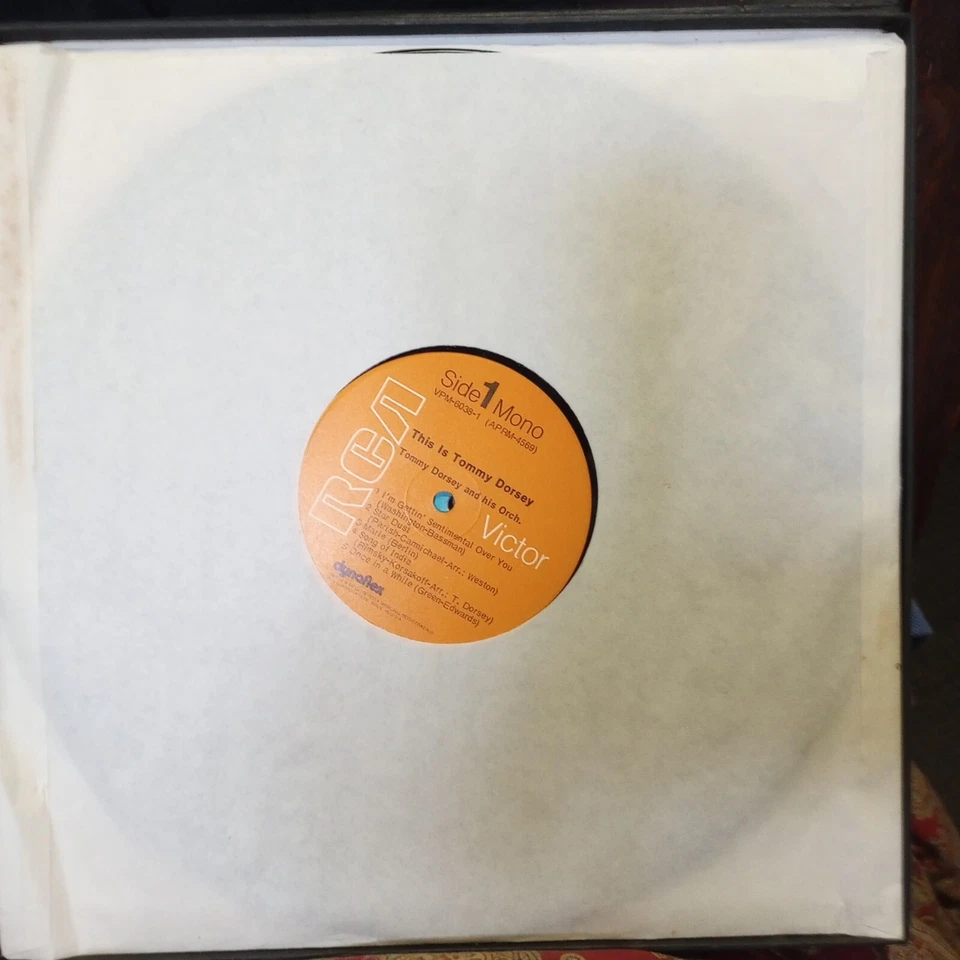 Side 1 Mono
VPM-6038-1 (APRM-4569)
RCA
This Is Tommy Dorsey
Tommy Dorsey and his Orch.
Victor
1 I'm Gettin' Sentimental Over You
(Washington-Bassman)
2 Star Dust
(Parish-Carmichael-Arr.: Weston)
3 Marie (Berlin)
4 Song of India
(Rimsky-Korsakoff-Arr.: T. Dorsey)
5 Once in a While (Green-Edwards)
dynaflex